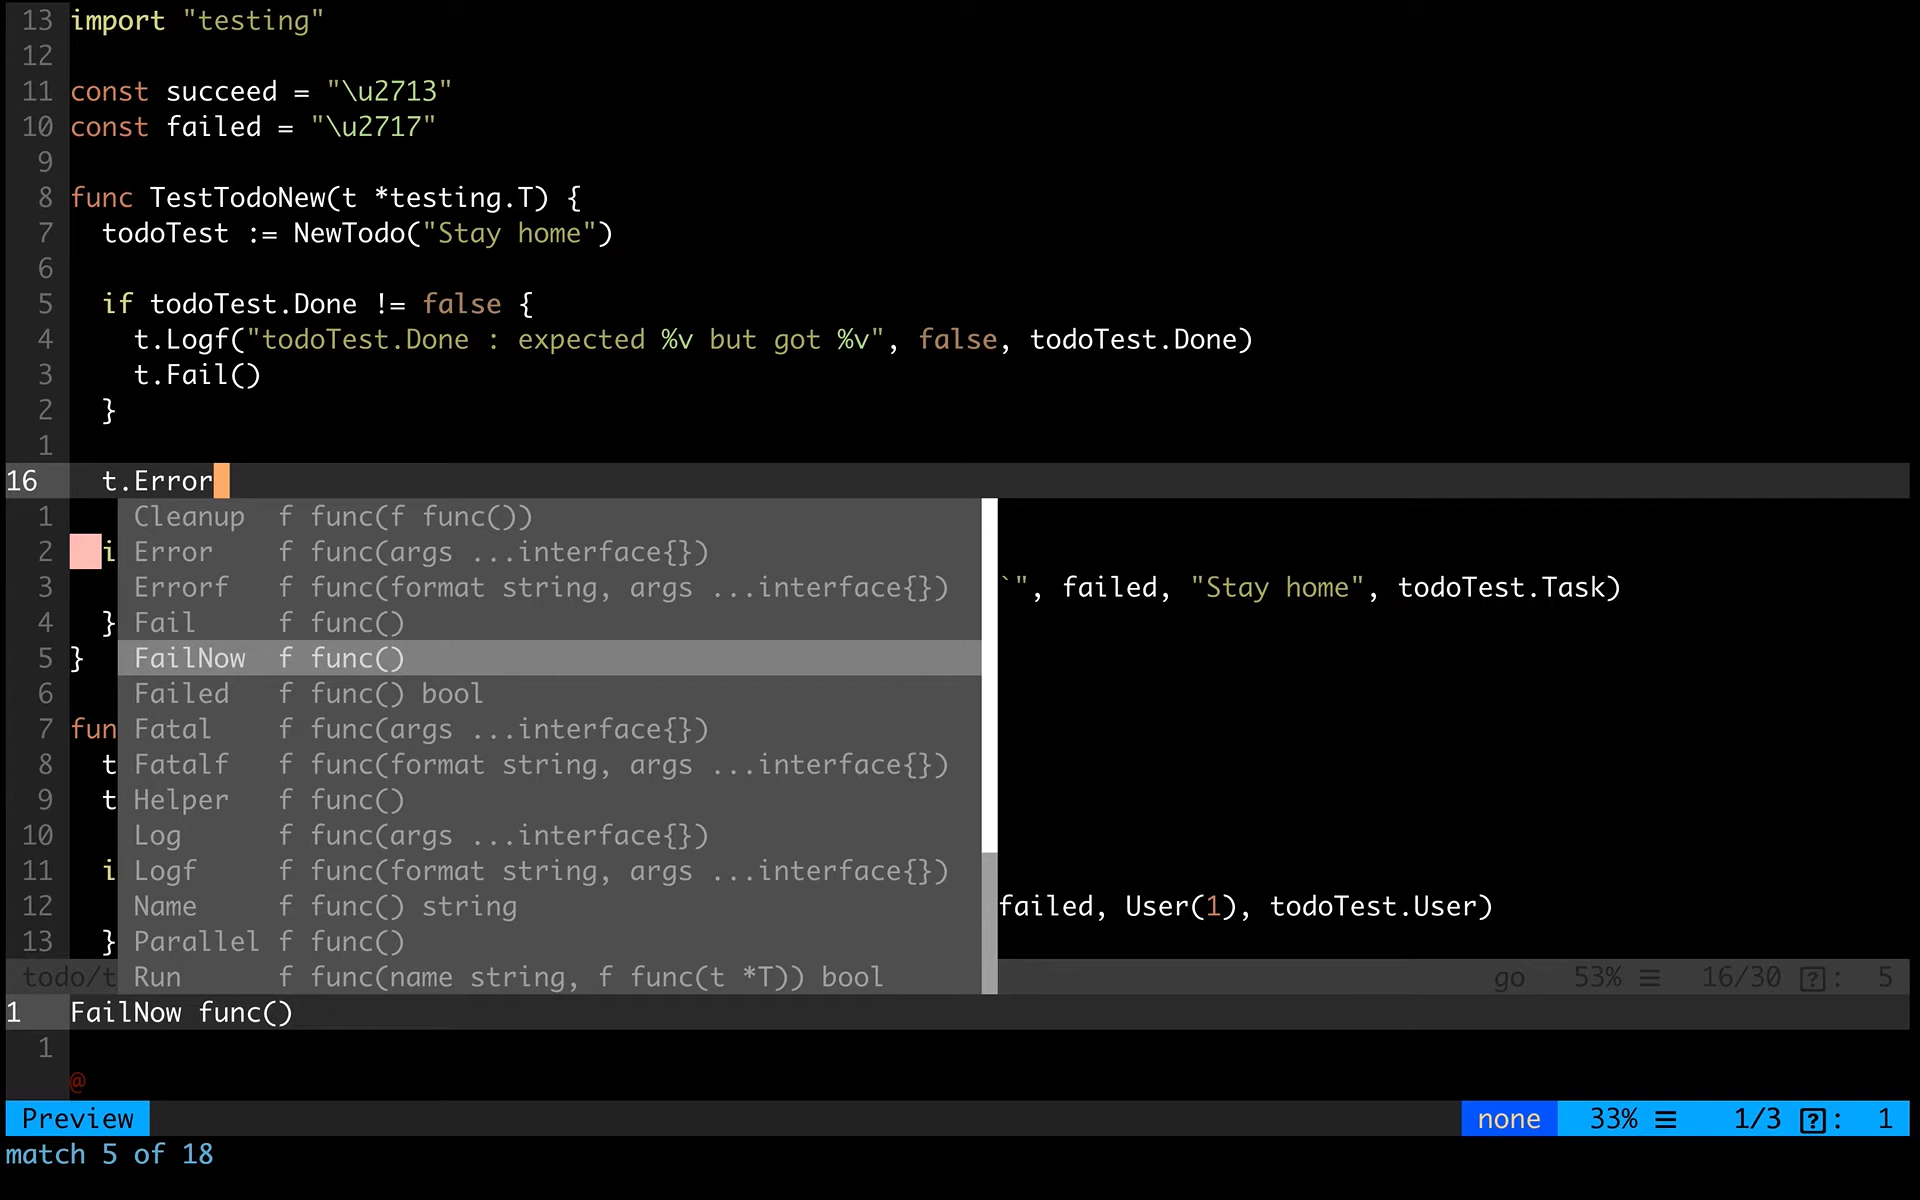 13 import "testing"
12
11 const succeed = "\u2713"
10 const failed = "\u2717"
9
8 func TestTodoNew(t *testing.T) {
7 todoTest := NewTodo("Stay home")
6
5 if todoTest.Done != false {
4 t.Logf("todoTest.Done : expected %v but got %v", false, todoTest.Done)
3 t.Fail()
2 }
1
16 t.Error
1 Cleanup f func(f func())
2 i Error f func(args ...interface{})
3 Errorf f func(format string, args ...interface{}) `", failed, "Stay home", todoTest.Task)
4 } Fail f func()
5 } FailNow f func()
6 Failed f func() bool
7 fun Fatal f func(args ...interface{})
8 t Fatalf f func(format string, args ...interface{})
9 t Helper f func()
10 Log f func(args ...interface{})
11 i Logf f func(format string, args ...interface{})
12 Name f func() string failed, User(1), todoTest.User)
13 } Parallel f func()
todo/t Run f func(name string, f func(t *T)) bool go 53% ☰ 16/30 [?]: 5
1 FailNow func()
1
@
Preview none 33% ☰ 1/3 [?]: 1
match 5 of 18